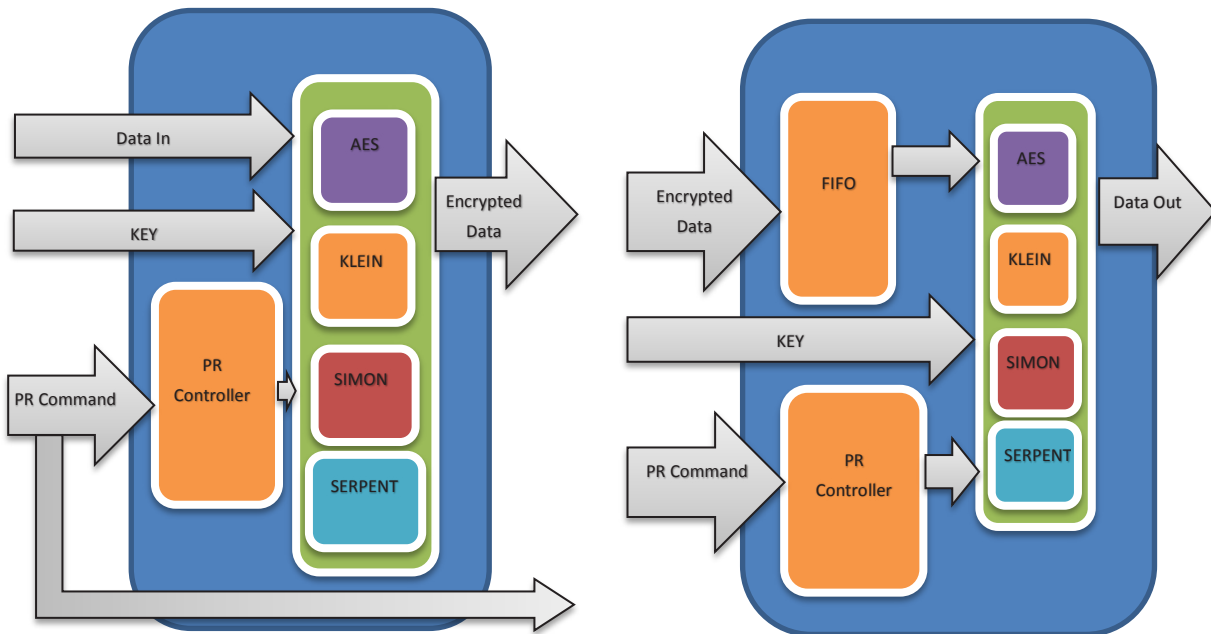 Data In
KEY
PR Command
PR
Controller
AES
KLEIN
SIMON
SERPENT
Encrypted
Data
Encrypted
Data
FIFO
KEY
PR Command
PR
Controller
AES
KLEIN
SIMON
SERPENT
Data Out